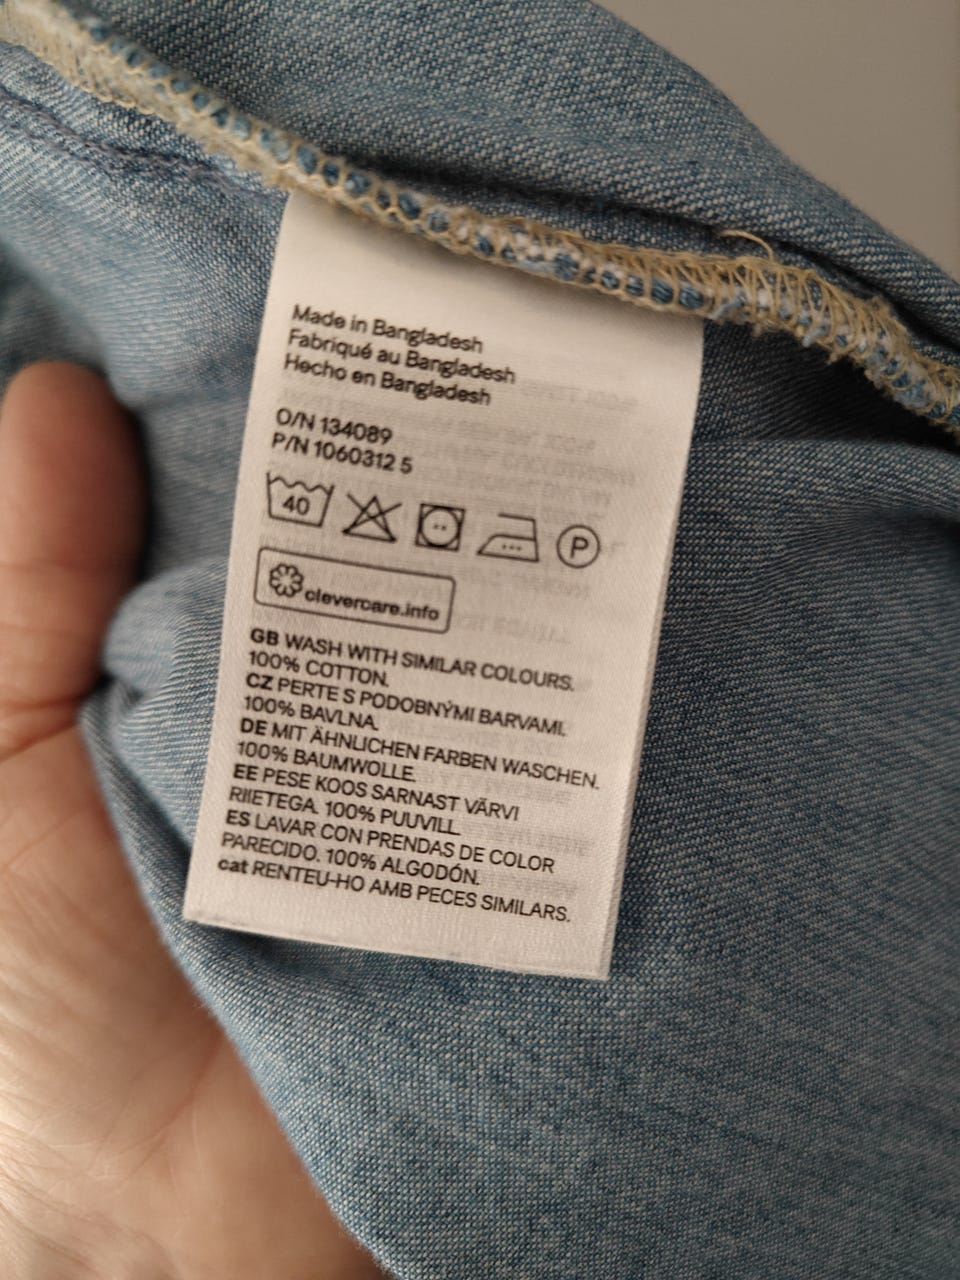 Made in Bangladesh
Fabriqué au Bangladesh
Hecho en Bangladesh
O/N 134089
P/N 1060312 5
40 P
clevercare.info
GB WASH WITH SIMILAR COLOURS.
100% COTTON.
CZ PERTE S PODOBNÝMI BARVAMI.
100% BAVLNA.
DE MIT ÄHNLICHEN FARBEN WASCHEN.
100% BAUMWOLLE.
EE PESE KOOS SARNAST VÄRVI
RIIETEGA. 100% PUUVILL.
ES LAVAR CON PRENDAS DE COLOR
PARECIDO. 100% ALGODÓN.
cat RENTEU-HO AMB PECES SIMILARS.